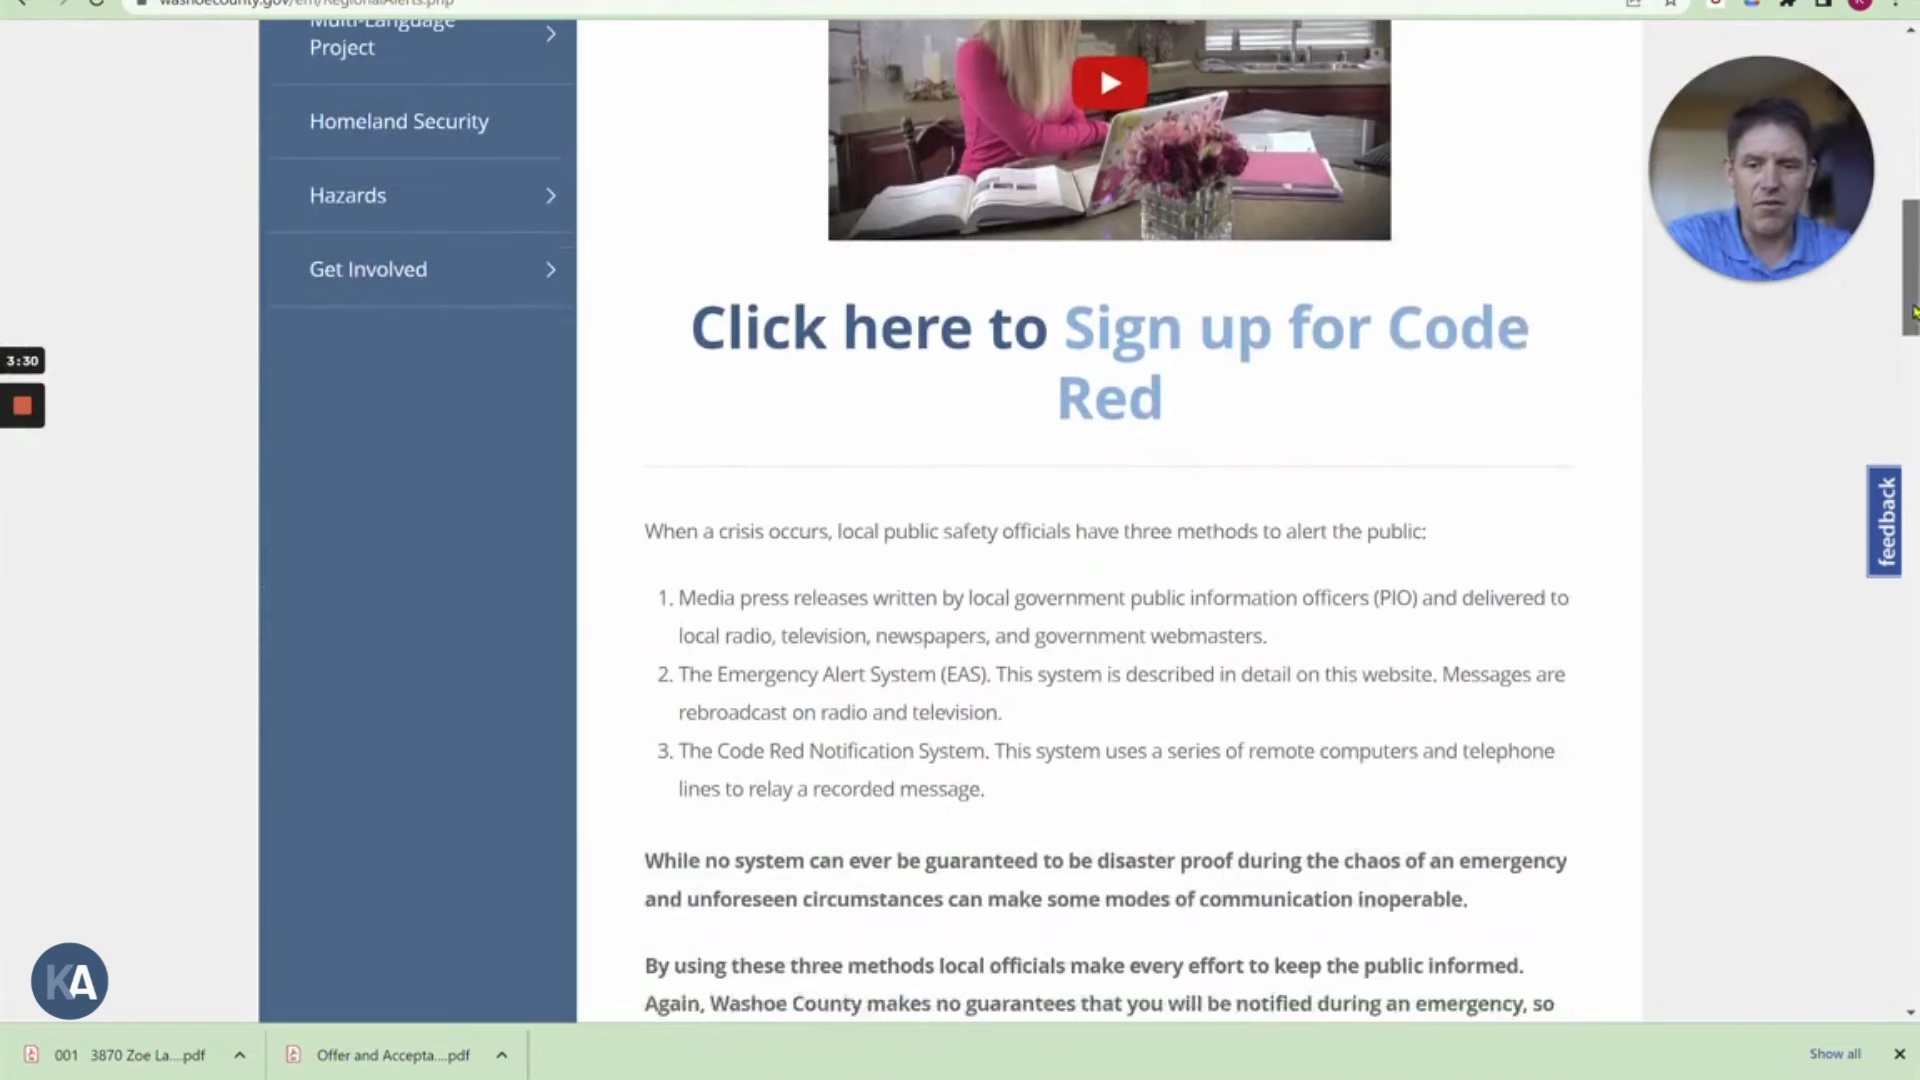 washoecounty.gov/em/RegionalAlerts.php
Multi-Language
Project
Homeland Security
Hazards
Get Involved
3:30
Click here to Sign up for Code
Red
When a crisis occurs, local public safety officials have three methods to alert the public:
1. Media press releases written by local government public information officers (PIO) and delivered to
local radio, television, newspapers, and government webmasters.
2. The Emergency Alert System (EAS). This system is described in detail on this website. Messages are
rebroadcast on radio and television.
3. The Code Red Notification System. This system uses a series of remote computers and telephone
lines to relay a recorded message.
While no system can ever be guaranteed to be disaster proof during the chaos of an emergency
and unforeseen circumstances can make some modes of communication inoperable.
By using these three methods local officials make every effort to keep the public informed.
Again, Washoe County makes no guarantees that you will be notified during an emergency, so
feedback
KA
001 3870 Zoe La....pdf
Offer and Accepta....pdf
Show all